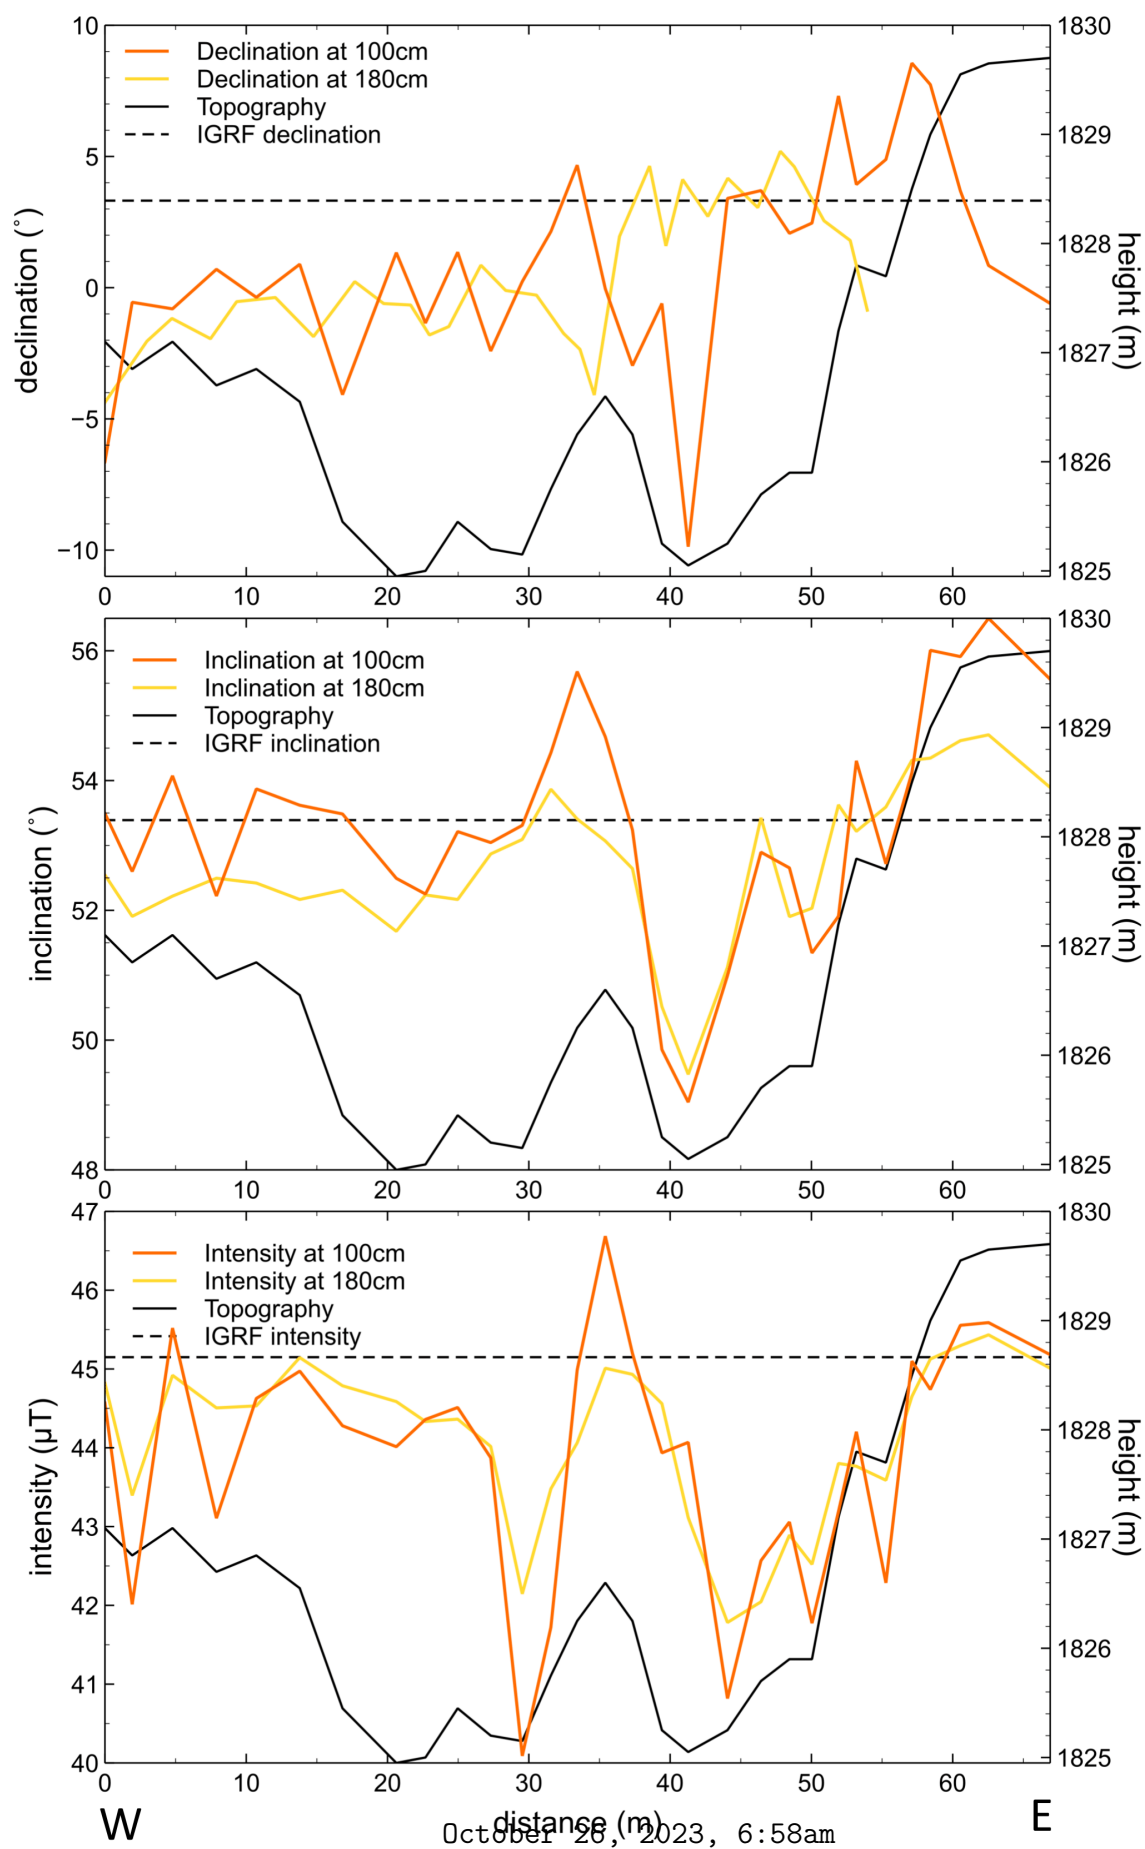 10
5
0
−5
−10
declination (°)
Declination at 100cm
Declination at 180cm
Topography
IGRF declination
1830
1829
1828
1827
1826
1825
height (m)
0 10 20 30 40 50 60
56
54
52
50
48
inclination (°)
Inclination at 100cm
Inclination at 180cm
Topography
IGRF inclination
1830
1829
1828
1827
1826
1825
height (m)
0 10 20 30 40 50 60
47
46
45
44
43
42
41
40
intensity (μT)
Intensity at 100cm
Intensity at 180cm
Topography
IGRF intensity
1830
1829
1828
1827
1826
1825
height (m)
0 10 20 30 40 50 60
W
distance (m)
E
October 26, 2023, 6:58am